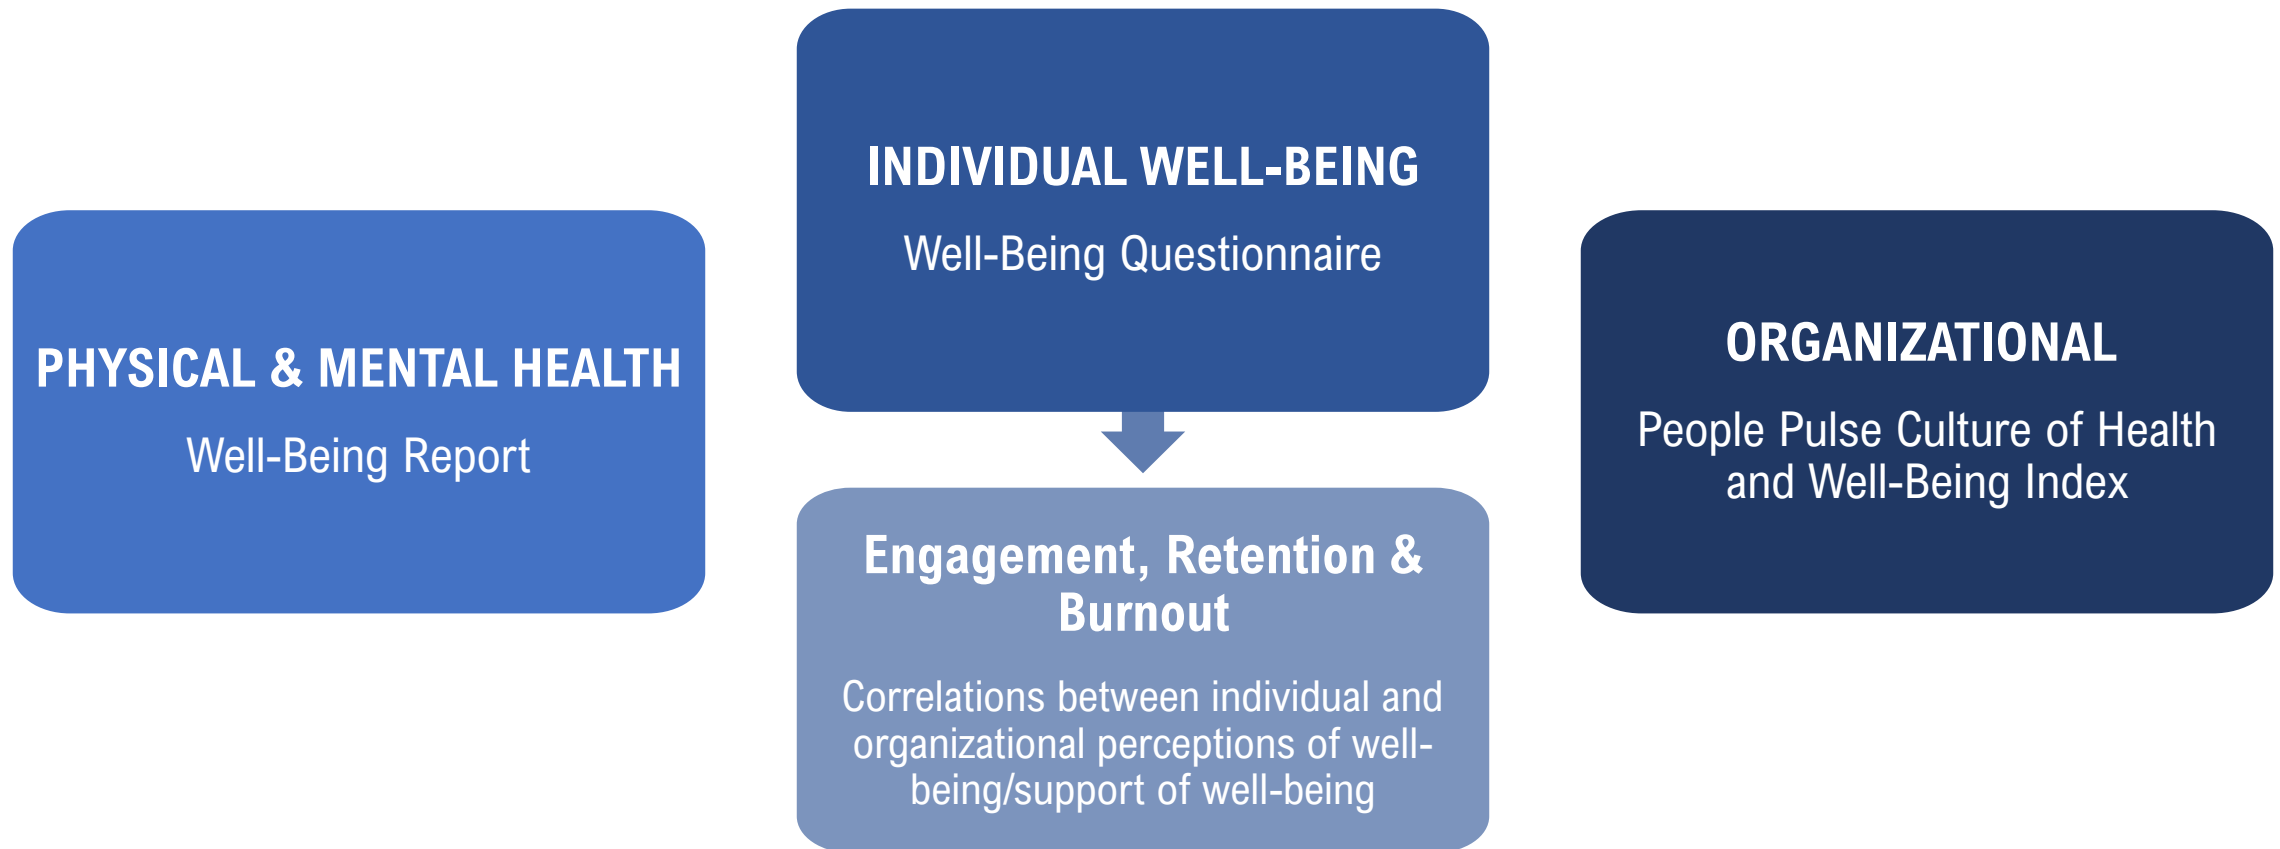 PHYSICAL & MENTAL HEALTH
Well-Being Report
INDIVIDUAL WELL-BEING
Well-Being Questionnaire
Engagement, Retention &
Burnout
Correlations between individual and
organizational perceptions of well-
being/support of well-being
ORGANIZATIONAL
People Pulse Culture of Health
and Well-Being Index